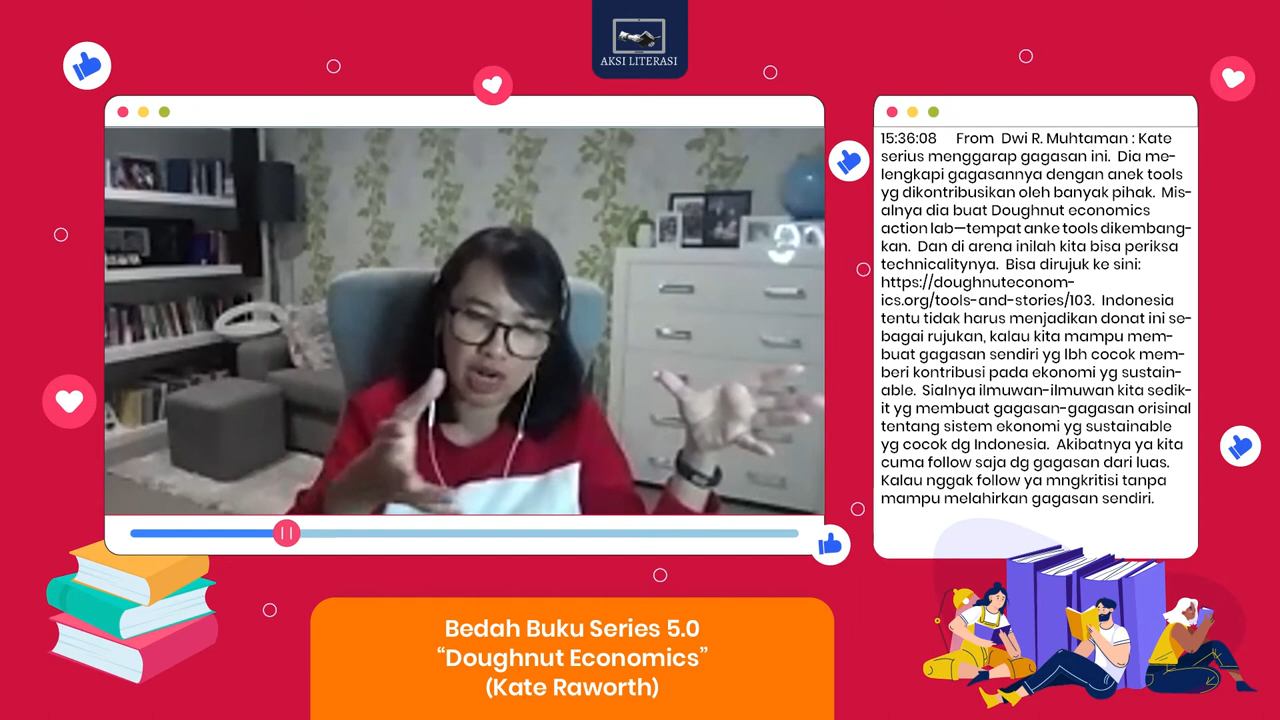 AKSI LITERASI
15:36:08 From Dwi R. Muhtaman : Kate
serius menggarap gagasan ini. Dia me-
lengkapi gagasannya dengan anek tools
yg dikontribusikan oleh banyak pihak. Mis-
alnya dia buat Doughnut economics
action lab—tempat anke tools dikembang-
kan. Dan di arena inilah kita bisa periksa
technicalitynya. Bisa dirujuk ke sini:
https://doughnuteconom-
ics.org/tools-and-stories/103. Indonesia
tentu tidak harus menjadikan donat ini se-
bagai rujukan, kalau kita mampu mem-
buat gagasan sendiri yg lbh cocok mem-
beri kontribusi pada ekonomi yg sustain-
able. Sialnya ilmuwan-ilmuwan kita sedik-
it yg membuat gagasan-gagasan orisinal
tentang sistem ekonomi yg sustainable
yg cocok dg Indonesia. Akibatnya ya kita
cuma follow saja dg gagasan dari luas.
Kalau nggak follow ya mngkritisi tanpa
mampu melahirkan gagasan sendiri.
Bedah Buku Series 5.0
“Doughnut Economics”
(Kate Raworth)